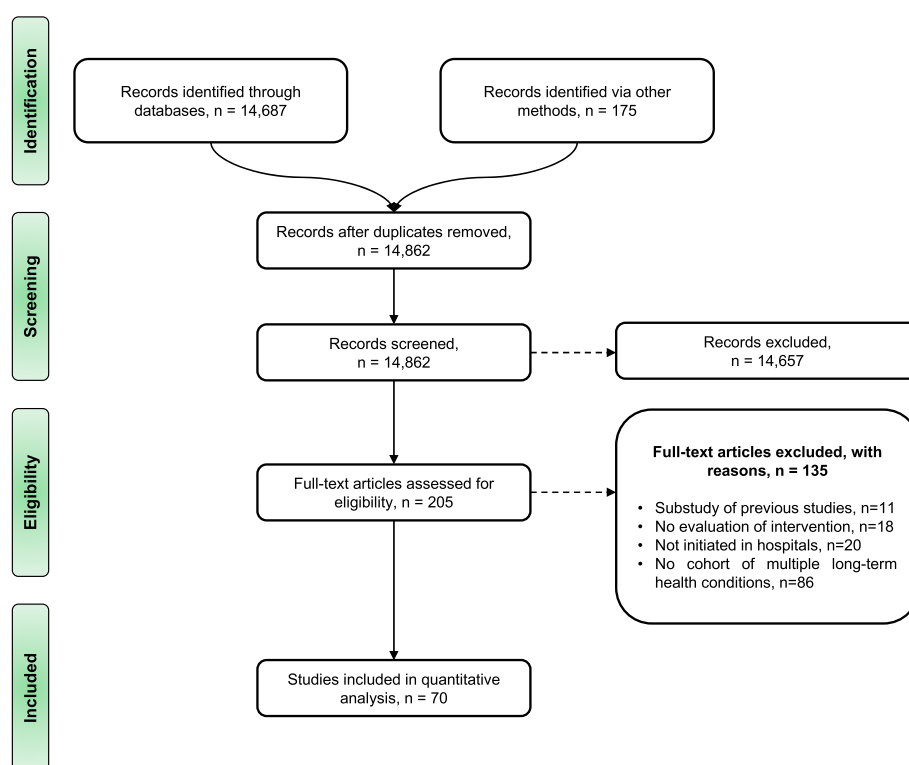 Identification
Records identified through
databases, n = 14,687
Records identified via other
methods, n = 175
Screening
Records after duplicates removed,
n = 14,862
Records screened,
n = 14,862
Records excluded,
n = 14,657
Eligibility
Full-text articles assessed for
eligibility, n = 205
Full-text articles excluded, with
reasons, n = 135
• Substudy of previous studies, n=11
• No evaluation of intervention, n=18
• Not initiated in hospitals, n=20
• No cohort of multiple long-term
health conditions, n=86
Included
Studies included in quantitative
analysis, n = 70